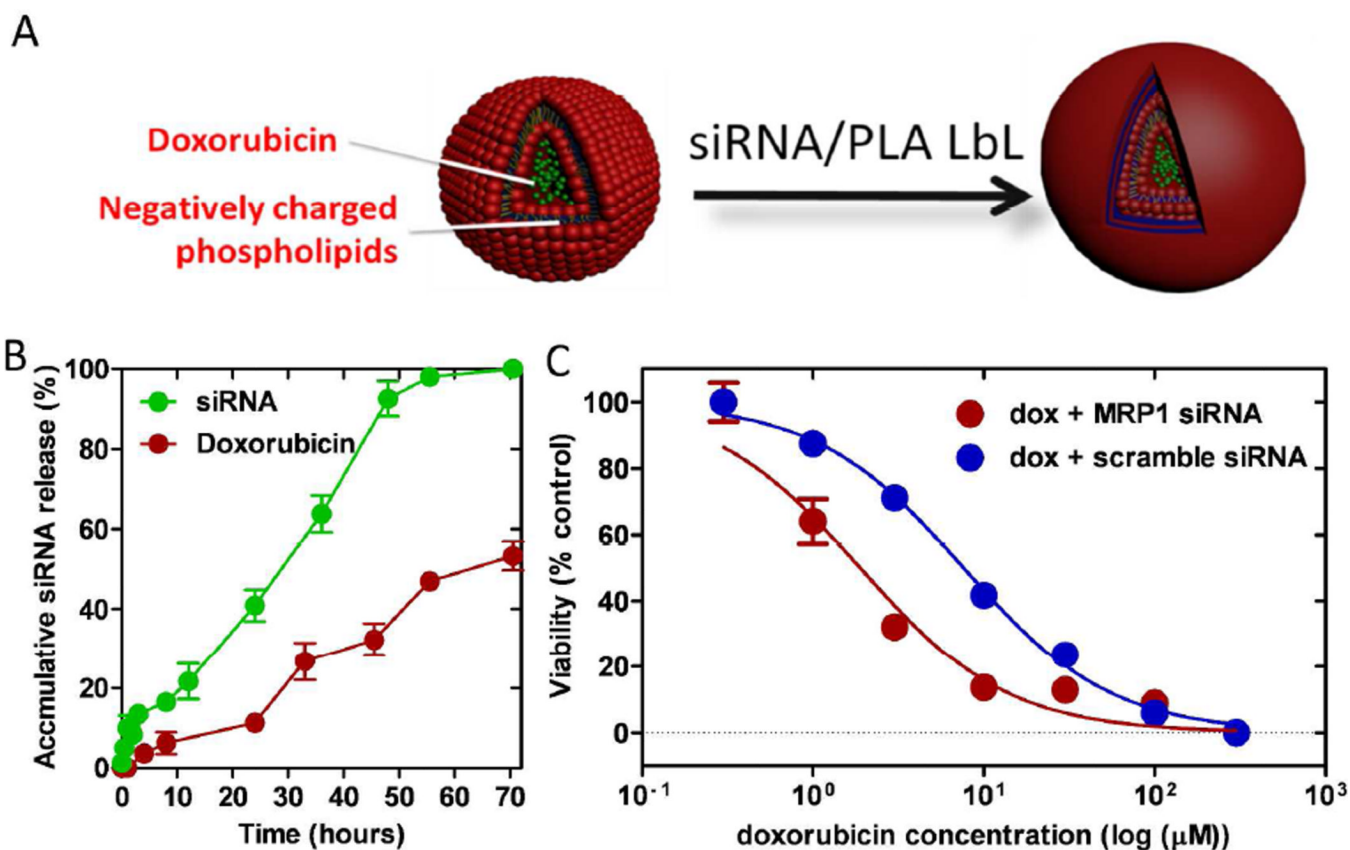 A
Doxorubicin
Negatively charged
phospholipids
siRNA/PLA LbL
B
Accmulative siRNA release (%)
100
80
60
40
20
0
siRNA
Doxorubicin
0 10 20 30 40 50 60 70
Time (hours)
C
Viability (% control)
100
80
60
40
20
0
dox + MRP1 siRNA
dox + scramble siRNA
10⁻¹ 10⁰ 10¹ 10² 10³
doxorubicin concentration (log (μM))